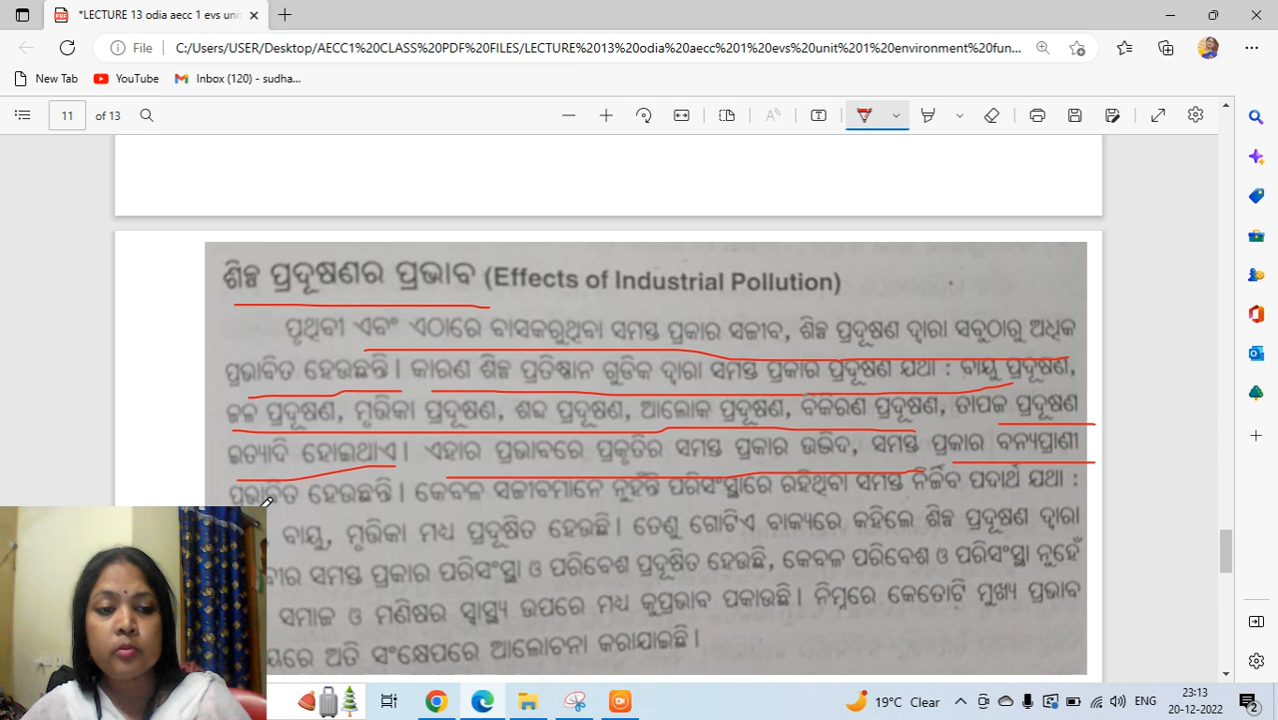 *LECTURE 13 odia aecc 1 evs uni
File C:/Users/USER/Desktop/AECC1%20CLASS%20PDF%20FILES/LECTURE%2013%20odia%20aecc%201%20evs%20unit%201%20environment%20fun...
New Tab YouTube Inbox (120) - sudha...
11 of 13
ଶିଳ୍ପ ପ୍ରଦୂଷଣର ପ୍ରଭାବ (Effects of Industrial Pollution)
ପୃଥିବୀ ଏବଂ ଏଠାରେ ବାସକରୁଥିବା ସମସ୍ତ ପ୍ରକାର ସଜୀବ, ଶିଳ୍ପ ପ୍ରଦୂଷଣ ଦ୍ୱାରା ସବୁଠାରୁ ଅଧିକ
ପ୍ରଭାବିତ ହେଉଛନ୍ତି। କାରଣ ଶିଳ୍ପ ପ୍ରତିଷ୍ଠାନ ଗୁଡିକ ଦ୍ୱାରା ସମସ୍ତ ପ୍ରକାର ପ୍ରଦୂଷଣ ଯଥା : ବାୟୁ ପ୍ରଦୂଷଣ,
ଜଳ ପ୍ରଦୂଷଣ, ମୃତ୍ତିକା ପ୍ରଦୂଷଣ, ଶବ୍ଦ ପ୍ରଦୂଷଣ, ଆଲୋକ ପ୍ରଦୂଷଣ, ବିକିରଣ ପ୍ରଦୂଷଣ, ତାପଜ ପ୍ରଦୂଷଣ
ଇତ୍ୟାଦି ହୋଇଥାଏ। ଏହାର ପ୍ରଭାବରେ ପ୍ରକୃତିର ସମସ୍ତ ପ୍ରକାର ଉଦ୍ଭିଦ, ସମସ୍ତ ପ୍ରକାର ବନ୍ୟପ୍ରାଣୀ
ପ୍ରଭାବିତ ହେଉଛନ୍ତି। କେବଳ ସଜୀବମାନେ ନୁହଁନ୍ତି ପରିସଂସ୍ଥାରେ ରହିଥିବା ସମସ୍ତ ନିର୍ଜିବ ପଦାର୍ଥ ଯଥା :
ବାୟୁ, ମୃତ୍ତିକା ମଧ୍ୟ ପ୍ରଦୂଷିତ ହେଉଛି। ତେଣୁ ଗୋଟିଏ ବାକ୍ୟରେ କହିଲେ ଶିଳ୍ପ ପ୍ରଦୂଷଣ ଦ୍ୱାରା
ସମସ୍ତ ପ୍ରକାର ପରିସଂସ୍ଥା ଓ ପରିବେଶ ପ୍ରଦୂଷିତ ହେଉଛି, କେବଳ ପରିବେଶ ଓ ପରିସଂସ୍ଥା ନୁହେଁ
ସମାଜ ଓ ମଣିଷର ସ୍ୱାସ୍ଥ୍ୟ ଉପରେ ମଧ୍ୟ କୁପ୍ରଭାବ ପକାଉଛି। ନିମ୍ନରେ କେତୋଟି ମୁଖ୍ୟ ପ୍ରଭାବ
ଅତି ସଂକ୍ଷେପରେ ଆଲୋଚନା କରାଯାଇଛି।
19°C Clear ENG 23:13
20-12-2022
2